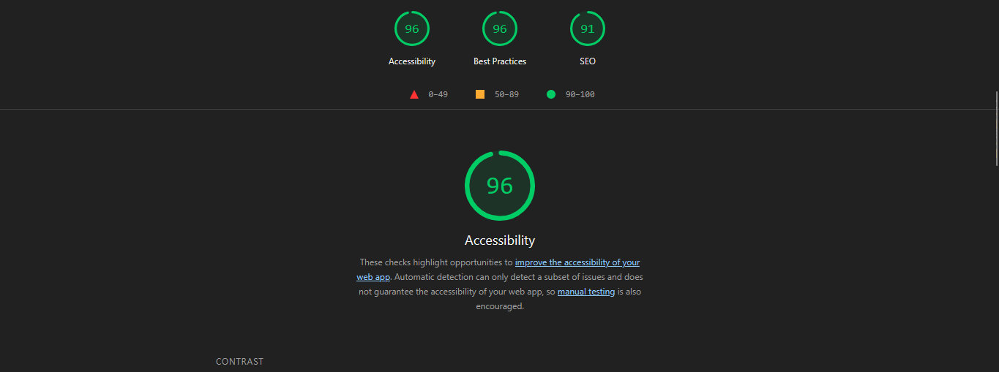 96 96 91
Accessibility Best Practices SEO
0–49 50–89 90–100
96
Accessibility
These checks highlight opportunities to improve the accessibility of your
web app. Automatic detection can only detect a subset of issues and does
not guarantee the accessibility of your web app, so manual testing is also
encouraged.
CONTRAST